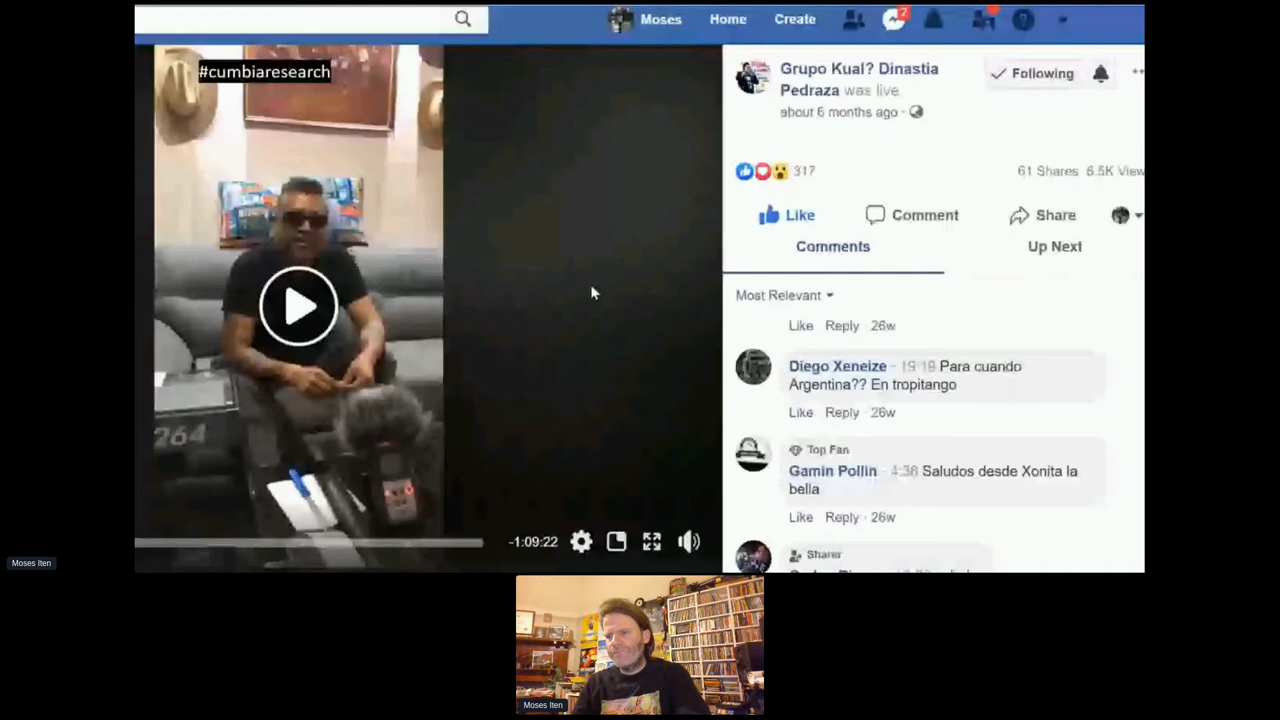 Moses Home Create 2
#cumbiaresearch
Grupo Kual? Dinastia
Pedraza was live.
about 6 months ago
Following
317 61 Shares 6.5K View
Like Comment Share
Comments Up Next
Most Relevant
Like Reply 26w
Diego Xeneize 19:19 Para cuando
Argentina?? En tropitango
Like Reply 26w
Top Fan
Gamin Pollin 4:38 Saludos desde Xonita la
bella
Like Reply 26w
Sharer
264
-1:09:22
Moses Iten
Moses Iten